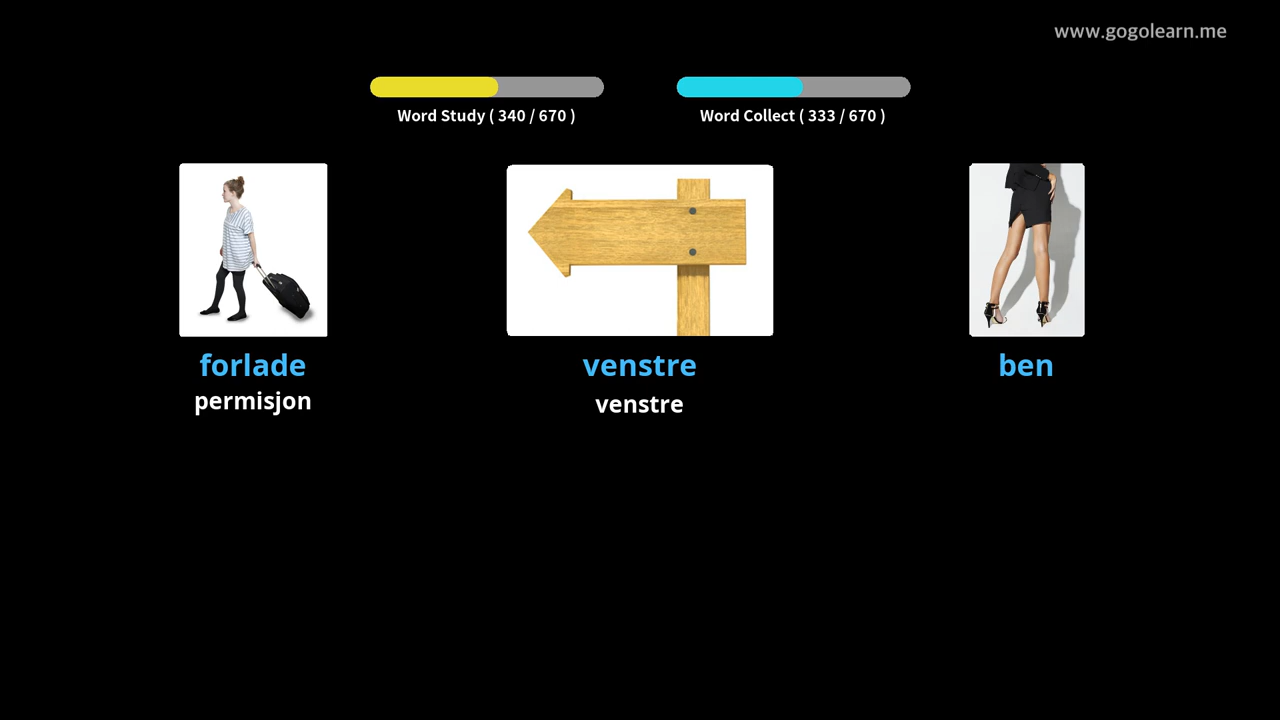 www.gogolearn.me
Word Study ( 340 / 670 )
Word Collect ( 333 / 670 )
forlade
permisjon
venstre
venstre
ben